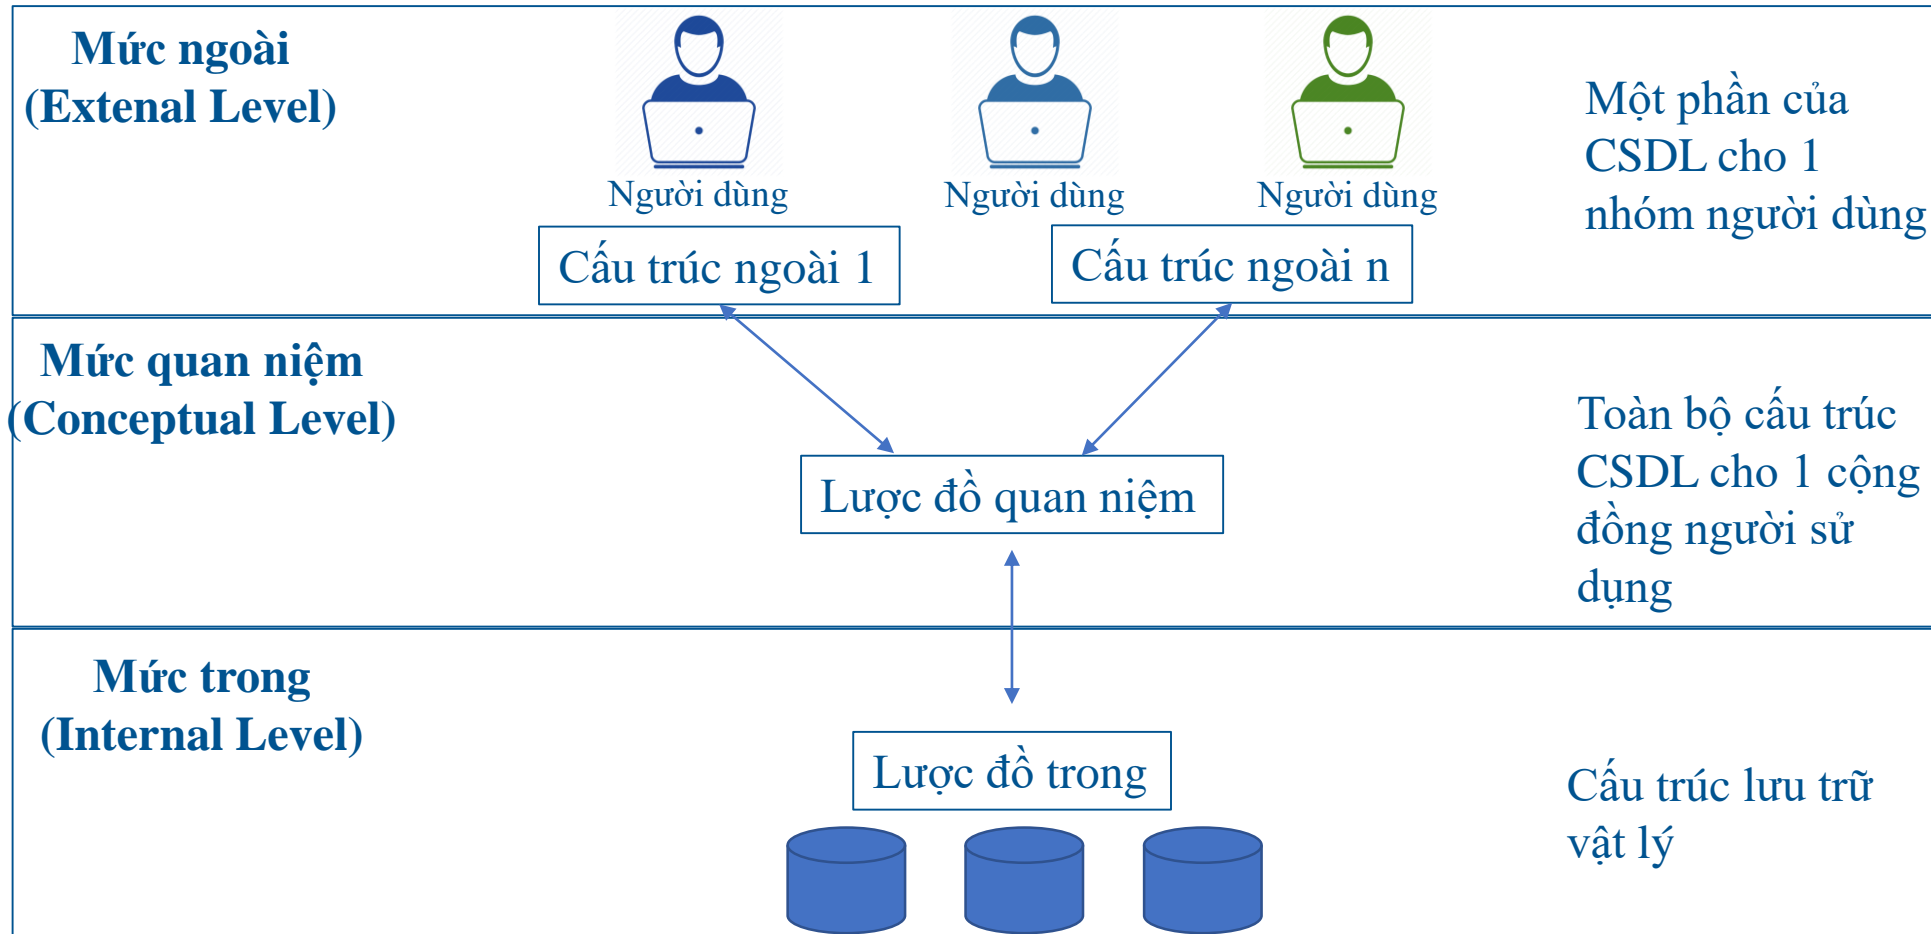 Mức ngoài
(Extenal Level)
Người dùng
Người dùng
Người dùng
Cấu trúc ngoài 1
Cấu trúc ngoài n
Một phần của
CSDL cho 1
nhóm người dùng
Mức quan niệm
(Conceptual Level)
Lược đồ quan niệm
Toàn bộ cấu trúc
CSDL cho 1 cộng
đồng người sử
dụng
Mức trong
(Internal Level)
Lược đồ trong
Cấu trúc lưu trữ
vật lý